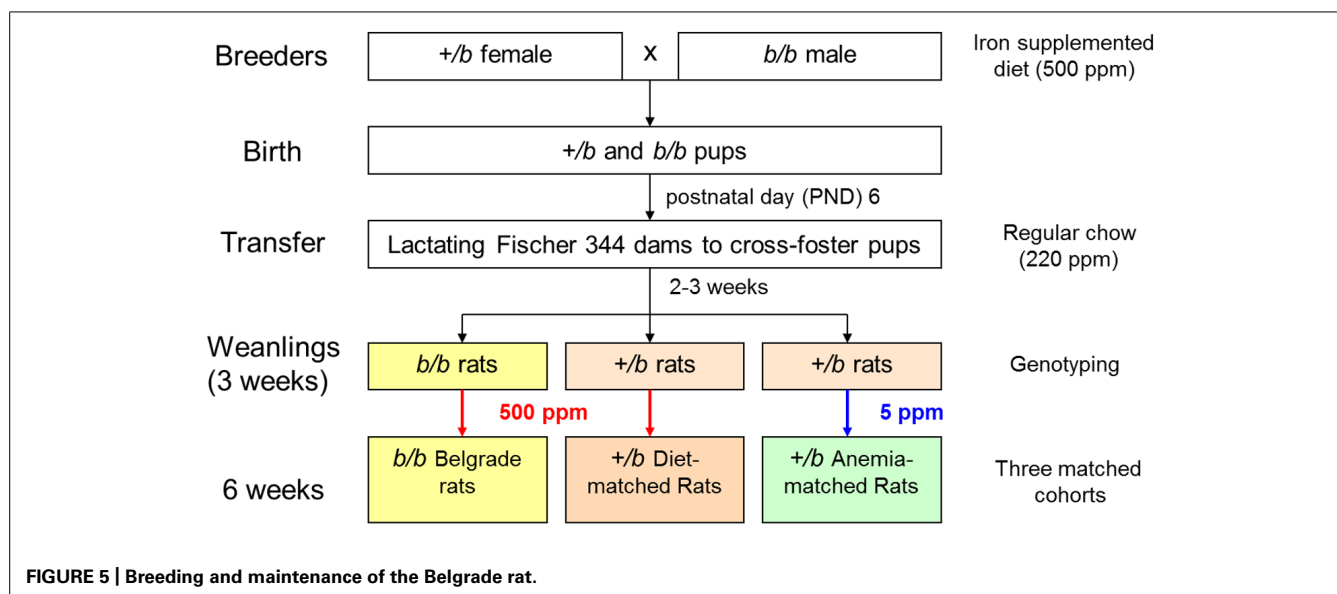 Breeders
+/b female
x
b/b male
Iron supplemented
diet (500 ppm)
Birth
+/b and b/b pups
postnatal day (PND) 6
Transfer
Lactating Fischer 344 dams to cross-foster pups
Regular chow
(220 ppm)
2-3 weeks
Weanlings
(3 weeks)
b/b rats
+/b rats
+/b rats
Genotyping
500 ppm
5 ppm
6 weeks
b/b Belgrade
rats
+/b Diet-
matched Rats
+/b Anemia-
matched Rats
Three matched
cohorts
FIGURE 5 | Breeding and maintenance of the Belgrade rat.